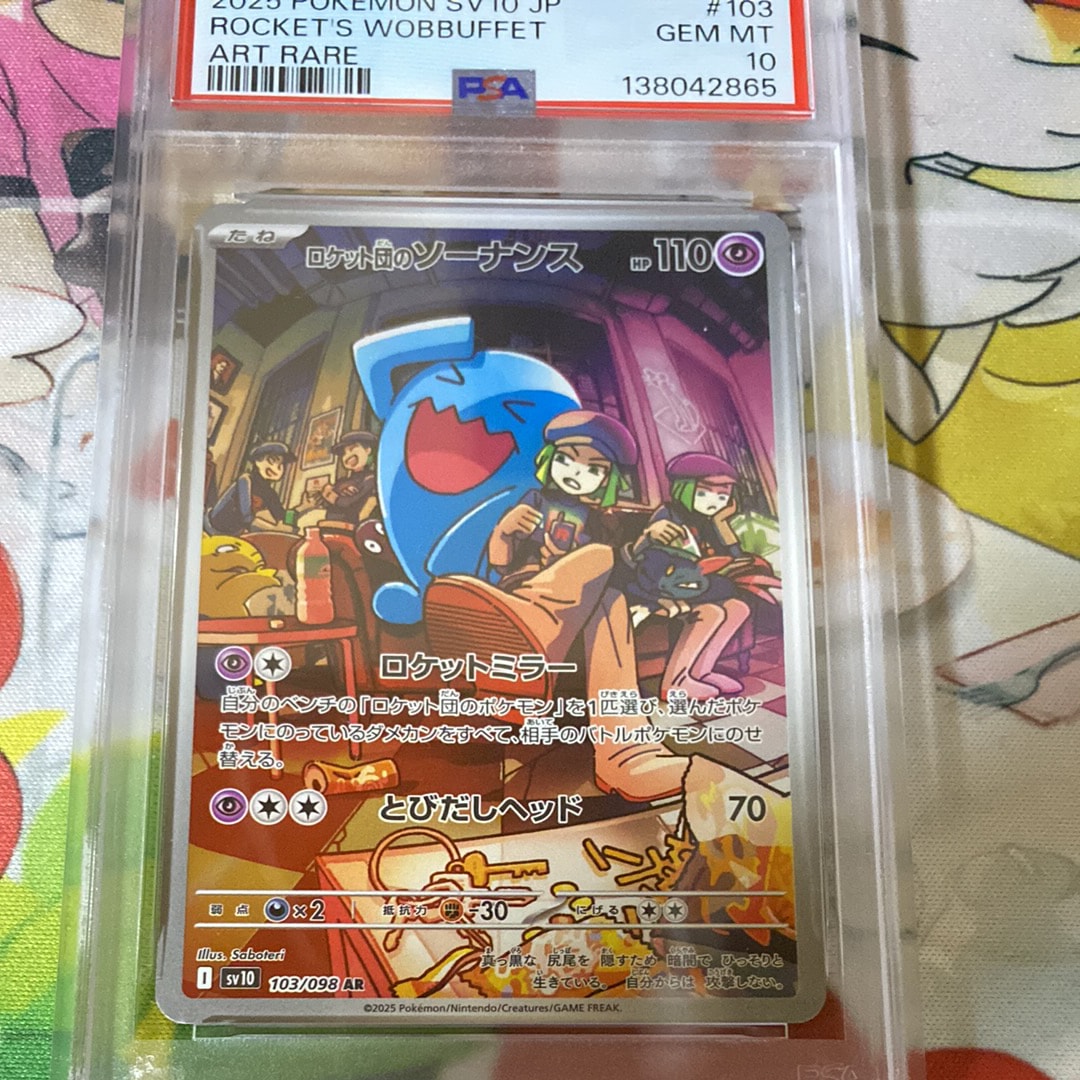 2025 POKEMON SV10 JP #103
ROCKET'S WOBBUFFET GEM MT
ART RARE 10
PSA 138042865
たね ロケット団のソーナンス HP 110
ロケットミラー
自分のベンチの「ロケット団のポケモン」を1匹選び、選んだポケ
モンにのっているダメカンをすべて、相手のバトルポケモンにのせ
替える。
とびだしヘッド 70
弱点 ×2 抵抗力 -30 にげる
Illus. Saboteri
真っ黒な 尻尾を 隠すため 暗闇で ひっそりと
生きている。 自分からは 攻撃しない。
I sv10 103/098 AR
©2025 Pokémon/Nintendo/Creatures/GAME FREAK.